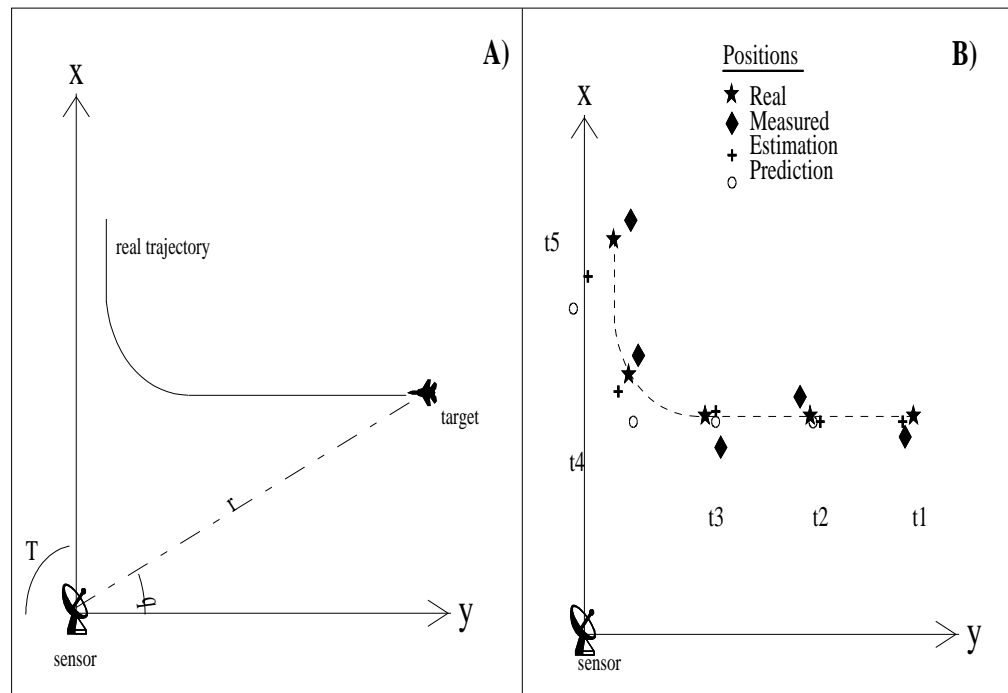 A)
x
real trajectory
target
r
T
b
y
sensor
B)
Positions
x
Real
Measured
Estimation
Prediction
t5
t4
t3 t2 t1
y
sensor